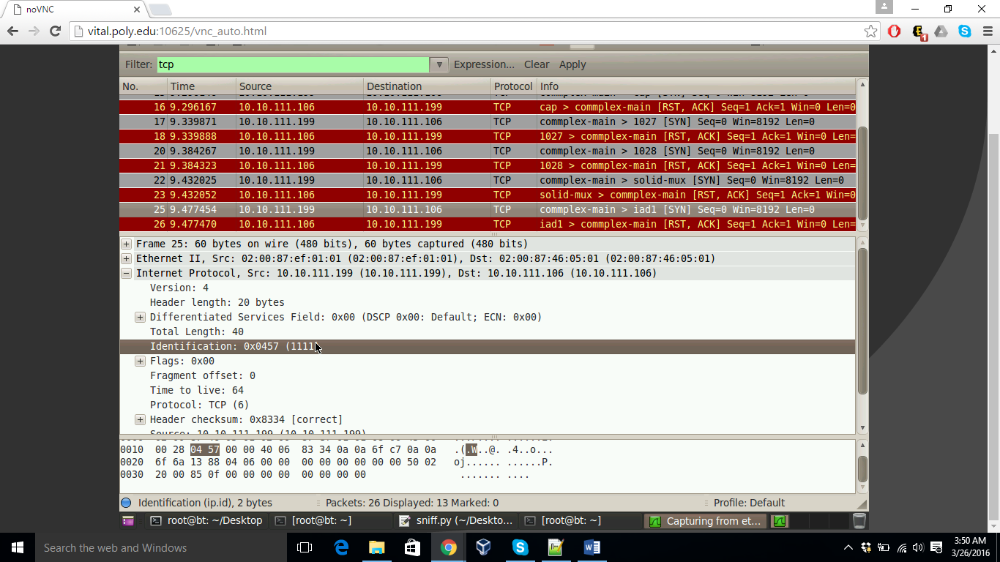 noVNC
vital.poly.edu:10625/vnc_auto.html
Filter: tcp Expression... Clear Apply
No. Time Source Destination Protocol Info
16 9.296167 10.10.111.106 10.10.111.199 TCP cap > commplex-main [RST, ACK] Seq=1 Ack=1 Win=0 Len=0
17 9.339871 10.10.111.199 10.10.111.106 TCP commplex-main > 1027 [SYN] Seq=0 Win=8192 Len=0
18 9.339888 10.10.111.106 10.10.111.199 TCP 1027 > commplex-main [RST, ACK] Seq=1 Ack=1 Win=0 Len=
20 9.384267 10.10.111.199 10.10.111.106 TCP commplex-main > 1028 [SYN] Seq=0 Win=8192 Len=0
21 9.384323 10.10.111.106 10.10.111.199 TCP 1028 > commplex-main [RST, ACK] Seq=1 Ack=1 Win=0 Len=
22 9.432025 10.10.111.199 10.10.111.106 TCP commplex-main > solid-mux [SYN] Seq=0 Win=8192 Len=0
23 9.432052 10.10.111.106 10.10.111.199 TCP solid-mux > commplex-main [RST, ACK] Seq=1 Ack=1 Win=0
25 9.477454 10.10.111.199 10.10.111.106 TCP commplex-main > iad1 [SYN] Seq=0 Win=8192 Len=0
26 9.477470 10.10.111.106 10.10.111.199 TCP iad1 > commplex-main [RST, ACK] Seq=1 Ack=1 Win=0 Len=
Frame 25: 60 bytes on wire (480 bits), 60 bytes captured (480 bits)
Ethernet II, Src: 02:00:87:ef:01:01 (02:00:87:ef:01:01), Dst: 02:00:87:46:05:01 (02:00:87:46:05:01)
Internet Protocol, Src: 10.10.111.199 (10.10.111.199), Dst: 10.10.111.106 (10.10.111.106)
Version: 4
Header length: 20 bytes
Differentiated Services Field: 0x00 (DSCP 0x00: Default; ECN: 0x00)
Total Length: 40
Identification: 0x0457 (1111)
Flags: 0x00
Fragment offset: 0
Time to live: 64
Protocol: TCP (6)
Header checksum: 0x8334 [correct]
Source: 10.10.111.199 (10.10.111.199)
0010 00 28 04 57 00 00 40 06 83 34 0a 0a 6f c7 0a 0a .(.W..@. .4..o...
0020 6f 6a 13 88 04 06 00 00 00 00 00 00 00 00 50 02 oj...... ......P.
0030 20 00 85 0f 00 00 00 00 00 00 00 00 ....... ....
Identification (ip.id), 2 bytes Packets: 26 Displayed: 13 Marked: 0 Profile: Default
root@bt: ~/Desktop [root@bt: ~] sniff.py (~/Deskto... [root@bt: ~] Capturing from et...
Search the web and Windows
3:50 AM
3/26/2016